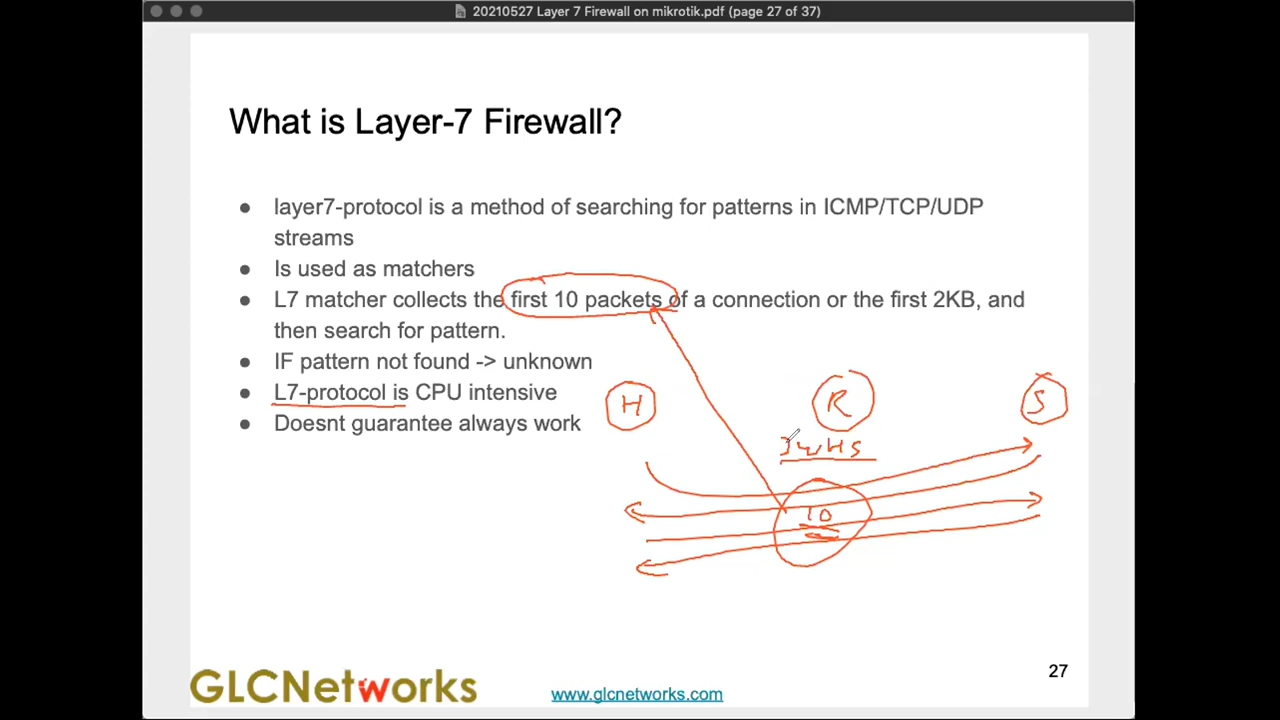 20210527 Layer 7 Firewall on mikrotik.pdf (page 27 of 37)
What is Layer-7 Firewall?
● layer7-protocol is a method of searching for patterns in ICMP/TCP/UDP
streams
● Is used as matchers
● L7 matcher collects the first 10 packets of a connection or the first 2KB, and
then search for pattern.
● IF pattern not found -> unknown
● L7-protocol is CPU intensive
● Doesnt guarantee always work
H R S
3WHS
10
27
GLCNetworks
www.glcnetworks.com